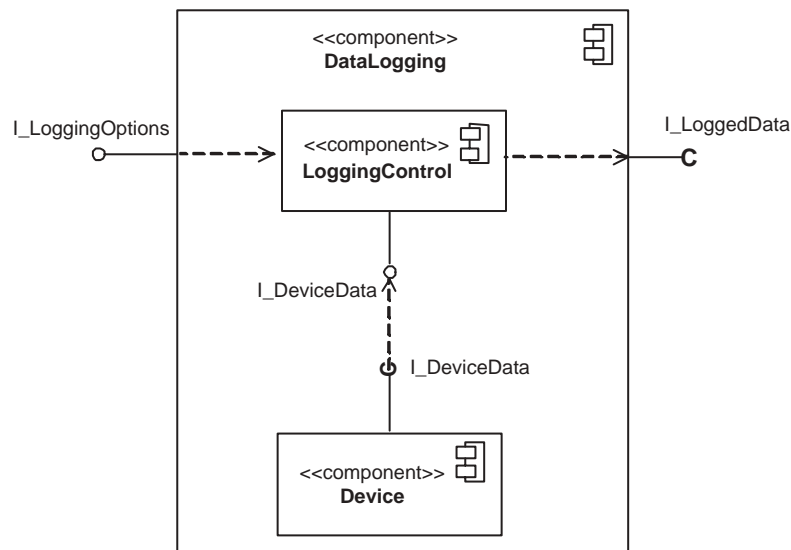 <<component>>
DataLogging
I_LoggingOptions
I_LoggedData
<<component>>
LoggingControl
I_DeviceData
I_DeviceData
<<component>>
Device